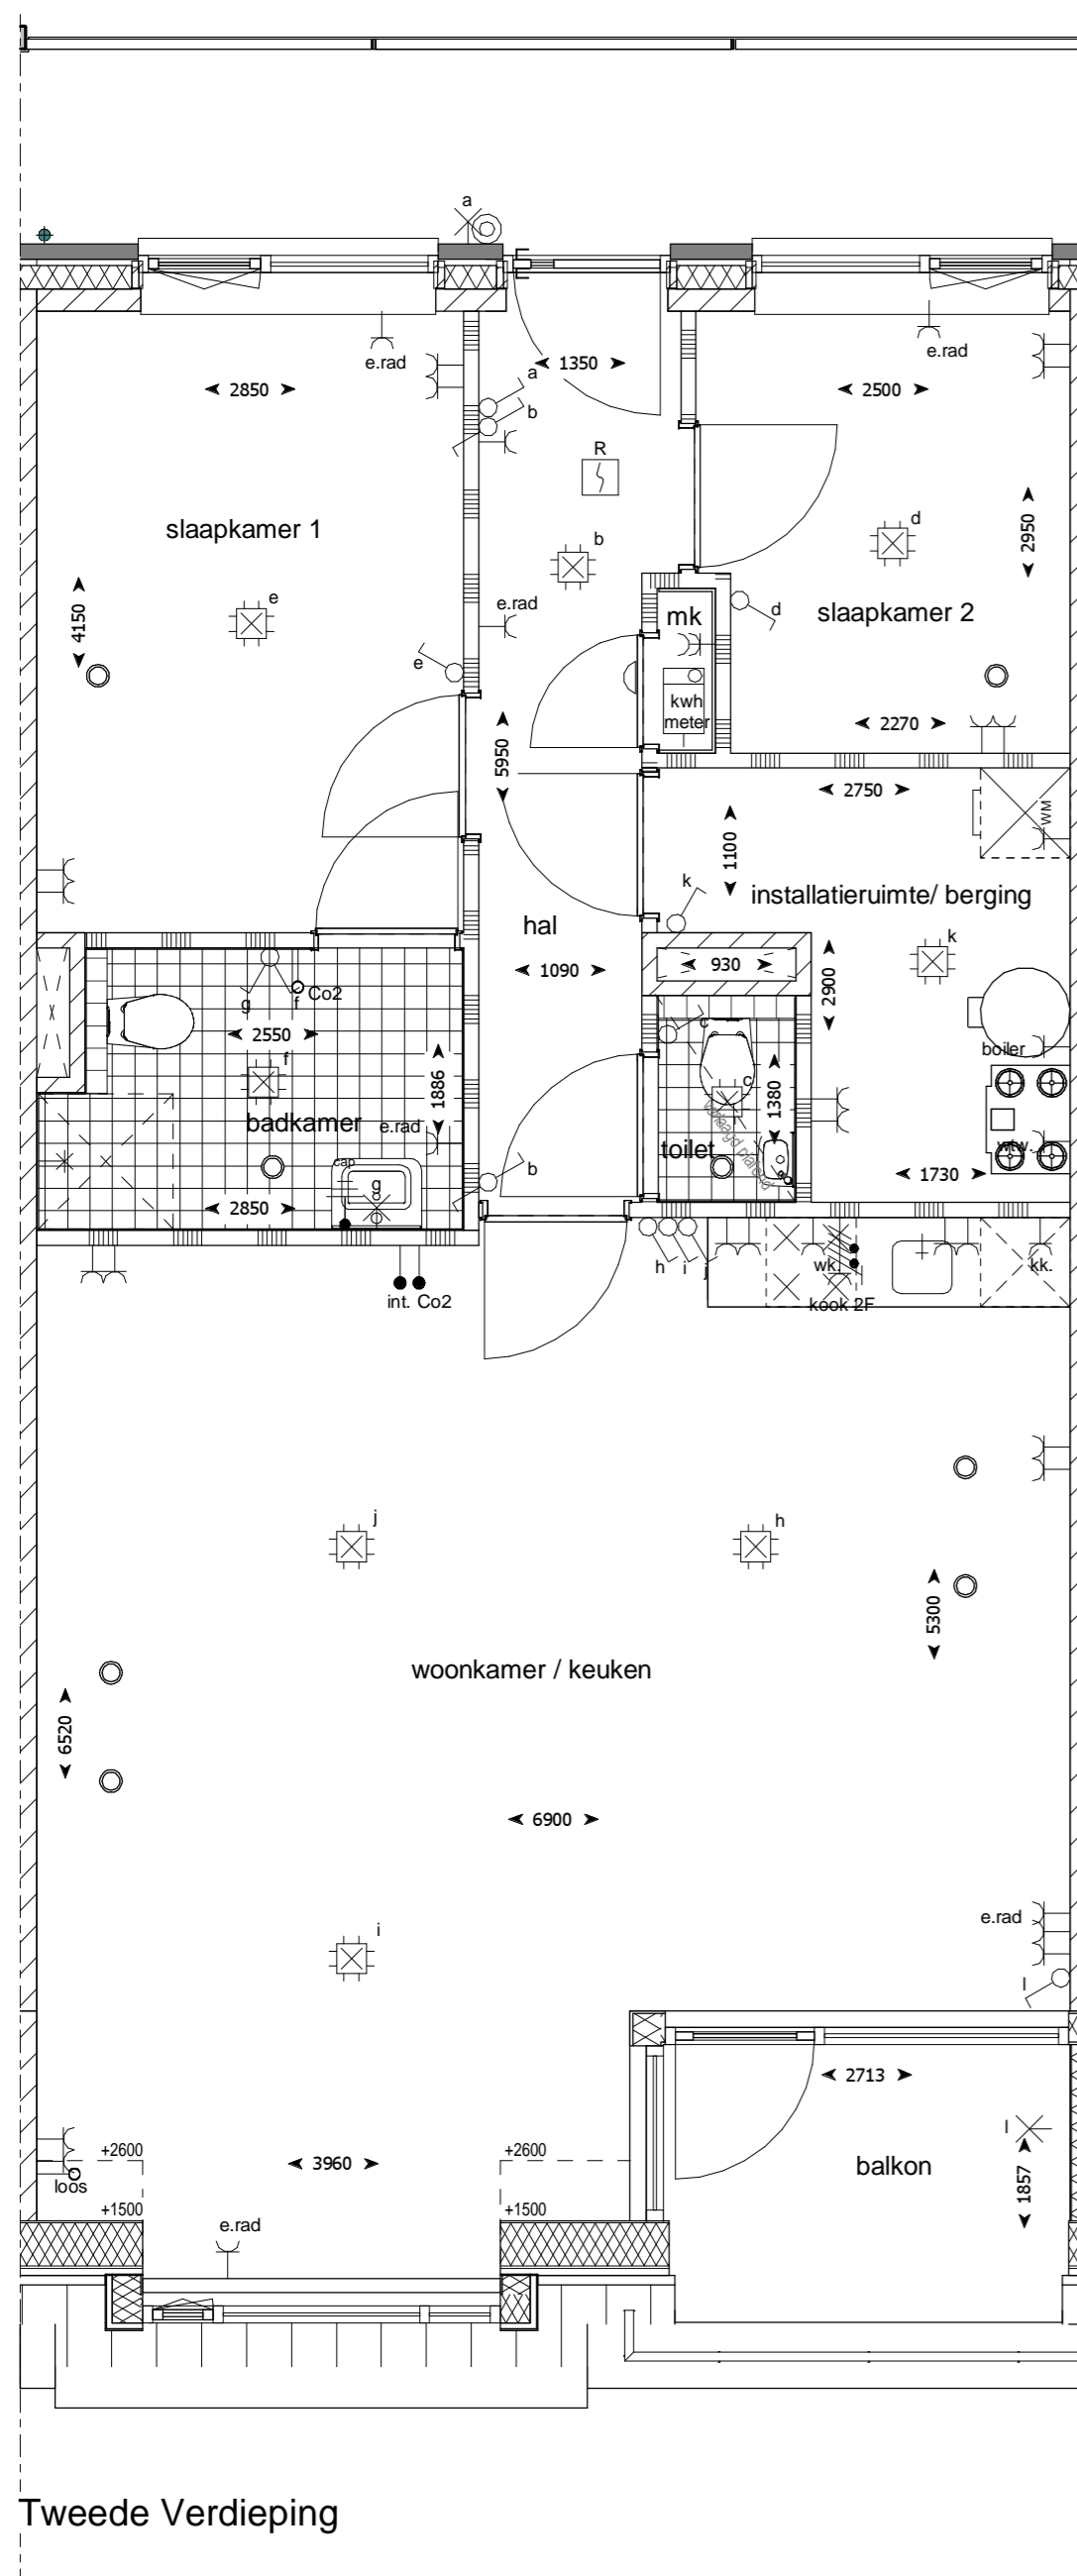 a
e.rad
e.rad
1350
2850
2500
a
b
R
2950
slaapkamer 1
d
b
e
e.rad
slaapkamer 2
d
mk
4150
e
kwh
meter
2270
5950
2750
WM
1100
k
installatieruimte/ berging
hal
k
930
1090
2900
g
f
Co2
c
2550
boiler
f
c
1380
1886
badkamer
e.rad
toilet
wtw.
cap
b
1730
g
2850
h
i
j
wk.
kk.
int. Co2
kook 2F
j
h
5300
woonkamer / keuken
6520
6900
e.rad
i
l
2713
l
+2600
+2600
3960
balkon
1857
loos
+1500
+1500
e.rad
Tweede Verdieping